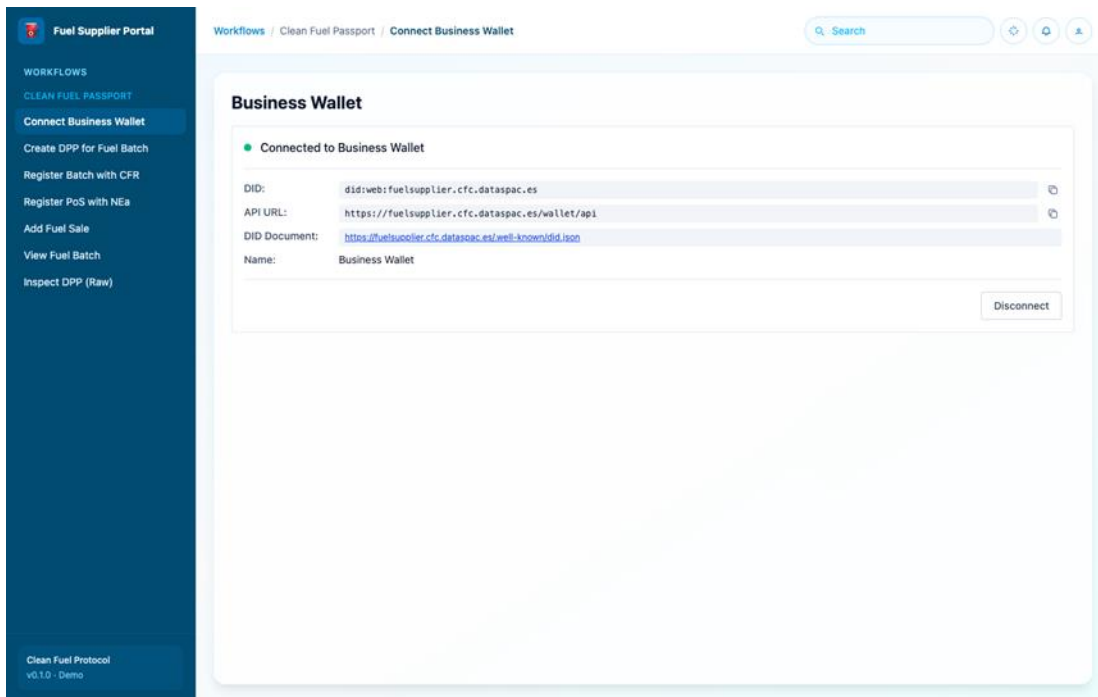 Fuel Supplier Portal
WORKFLOWS
CLEAN FUEL PASSPORT
Connect Business Wallet
Create DPP for Fuel Batch
Register Batch with CFR
Register PoS with NEa
Add Fuel Sale
View Fuel Batch
Inspect DPP (Raw)
Clean Fuel Protocol
v0.1.0 - Demo
Workflows / Clean Fuel Passport / Connect Business Wallet
Search
Business Wallet
Connected to Business Wallet
DID: did:web:fuelsupplier.cfc.dataspac.es
API URL: https://fuelsupplier.cfc.dataspac.es/wallet/api
DID Document: https://fuelsupplier.cfc.dataspac.es/.well-known/did.json
Name: Business Wallet
Disconnect